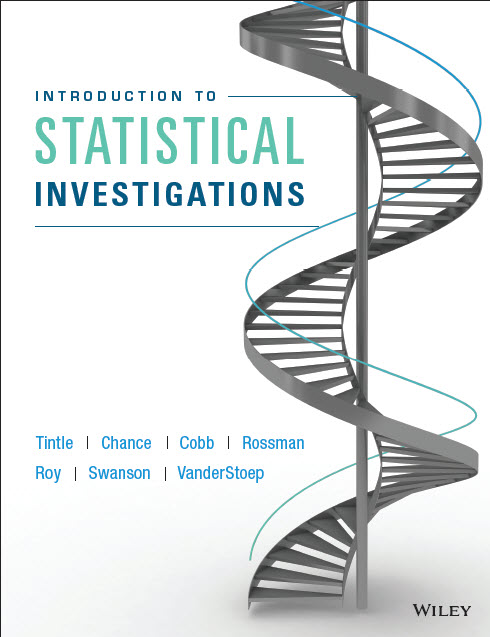 INTRODUCTION TO
STATISTICAL
INVESTIGATIONS
Tintle | Chance | Cobb | Rossman
Roy | Swanson | VanderStoep
WILEY